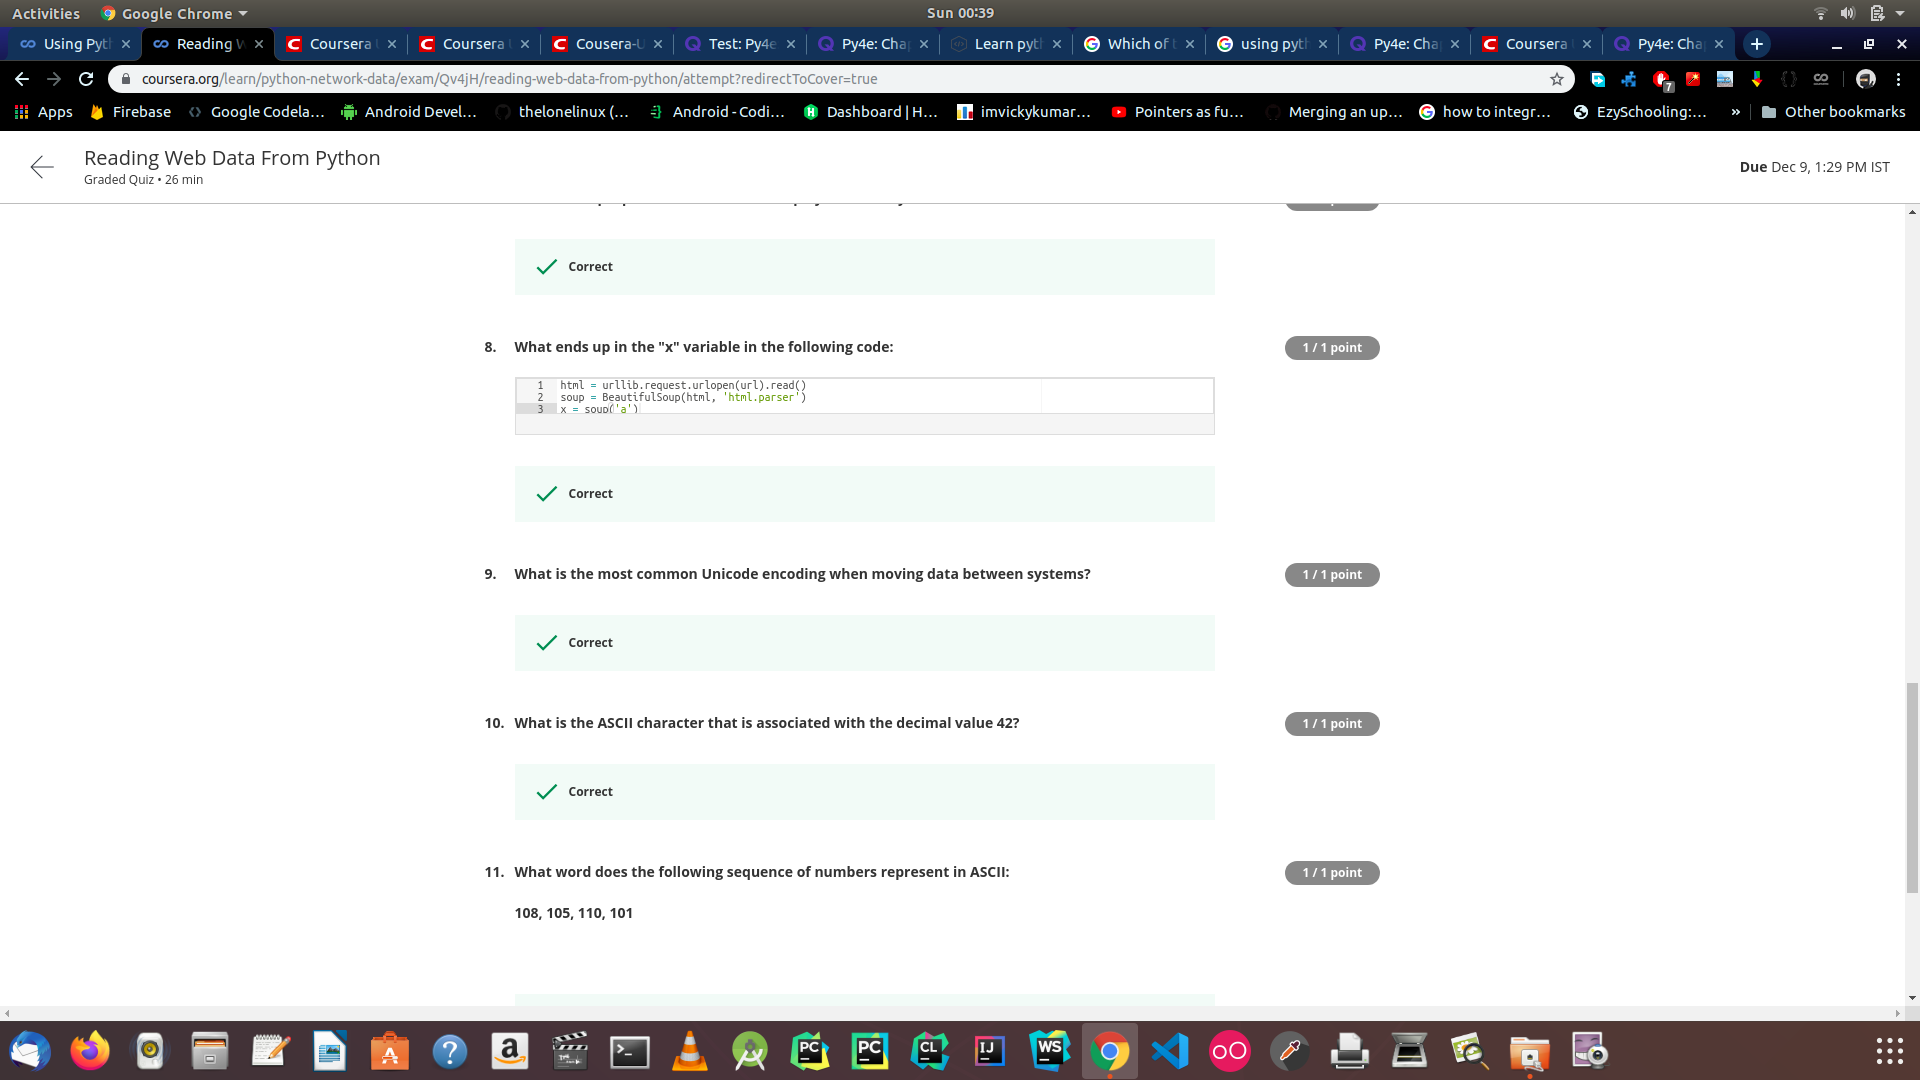 Activities Google Chrome Sun 00:39
Using Pyt Reading W Coursera Coursera Cousera-U Test: Py4e Py4e: Cha Learn pyt Which of using pyt Py4e: Cha Coursera Py4e: Cha
coursera.org/learn/python-network-data/exam/Qv4jH/reading-web-data-from-python/attempt?redirectToCover=true 7
Apps Firebase Google Codela... Android Devel... thelonelinux (... Android - Codi... Dashboard | H... imvickykumar... Pointers as fu... Merging an up... how to integr... EzySchooling:... » Other bookmarks
Reading Web Data From Python
Graded Quiz • 26 min
Due Dec 9, 1:29 PM IST
Correct
8. What ends up in the "x" variable in the following code: 1 / 1 point
1 html = urllib.request.urlopen(url).read()
2 soup = BeautifulSoup(html, 'html.parser')
3 x = soup('a')
Correct
9. What is the most common Unicode encoding when moving data between systems? 1 / 1 point
Correct
10. What is the ASCII character that is associated with the decimal value 42? 1 / 1 point
Correct
11. What word does the following sequence of numbers represent in ASCII: 1 / 1 point
108, 105, 110, 101